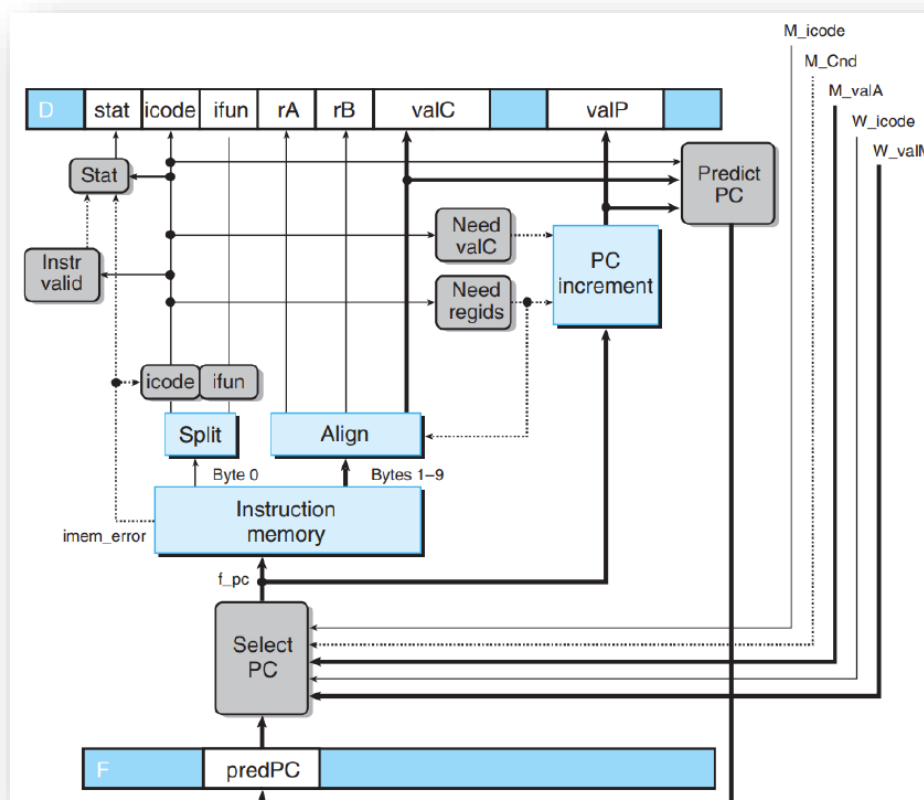 M_icode
M_Cnd
M_valA
W_icode
W_valM
D stat icode ifun rA rB valC valP
Stat
Predict
PC
Need
valC
Instr
valid
PC
increment
Need
regids
icode ifun
Split
Align
Byte 0
Bytes 1–9
Instruction
memory
imem_error
f_pc
Select
PC
F predPC